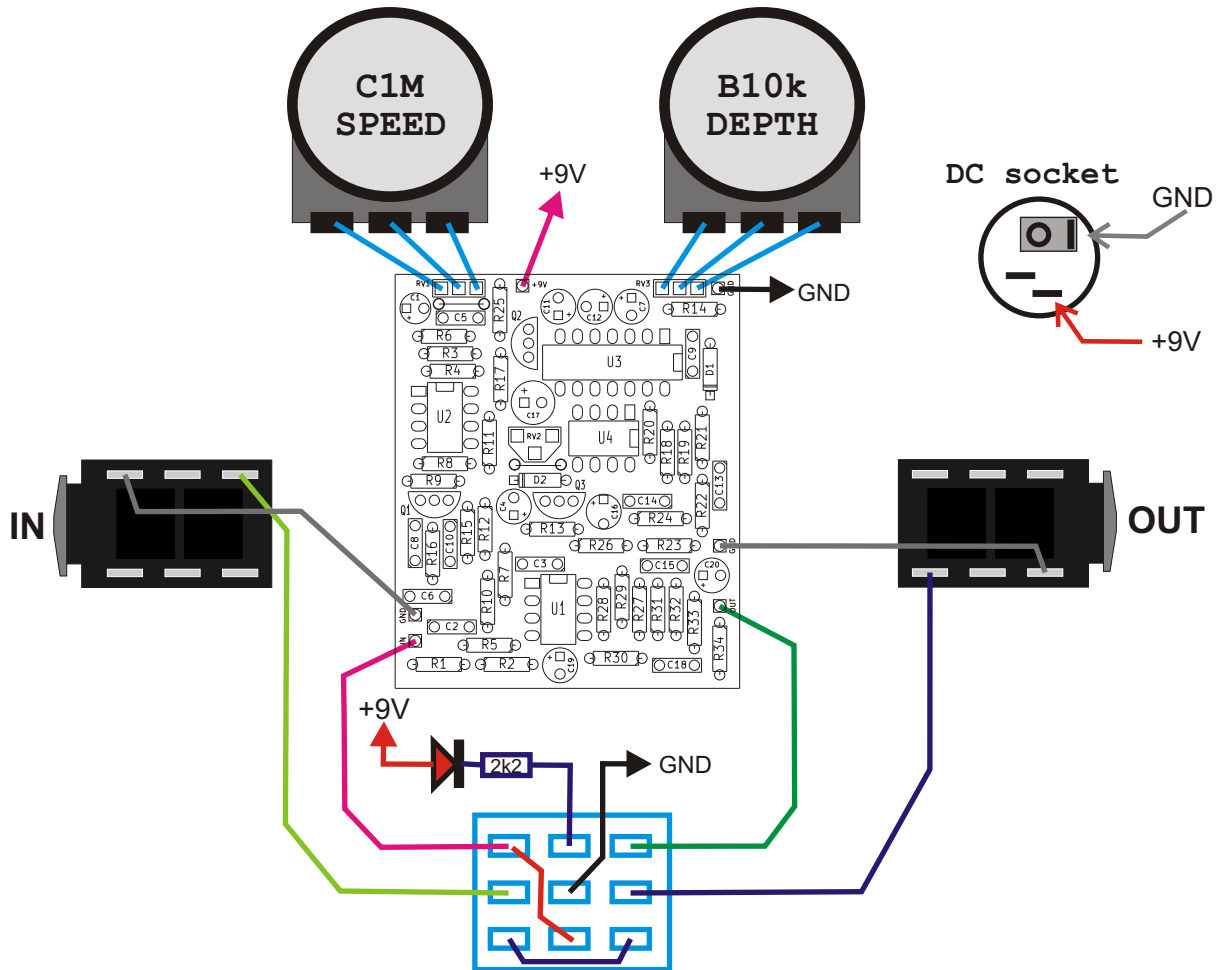 C1M
SPEED
B10k
DEPTH
+9V
DC socket
GND
+9V
GND
RV1
+9V
RV3
GND
C1
C5
R25
Q2
C11
C12
C7
R14
R6
R3
R4
R17
U3
C9
D1
U2
C17
R11
RV2
U4
R20
R18
R19
R21
R8
R9
D2
Q3
C13
Q1
C4
C16
C14
R22
R24
R13
C8
R16
C10
R15
R12
R26
R23
GND
IN
OUT
C3
C15
C20
R7
C6
R10
U1
R28
R29
R27
R31
R32
R33
OUT
GND
C2
IN
R5
R34
R1
R2
C19
R30
C18
+9V
2k2
GND